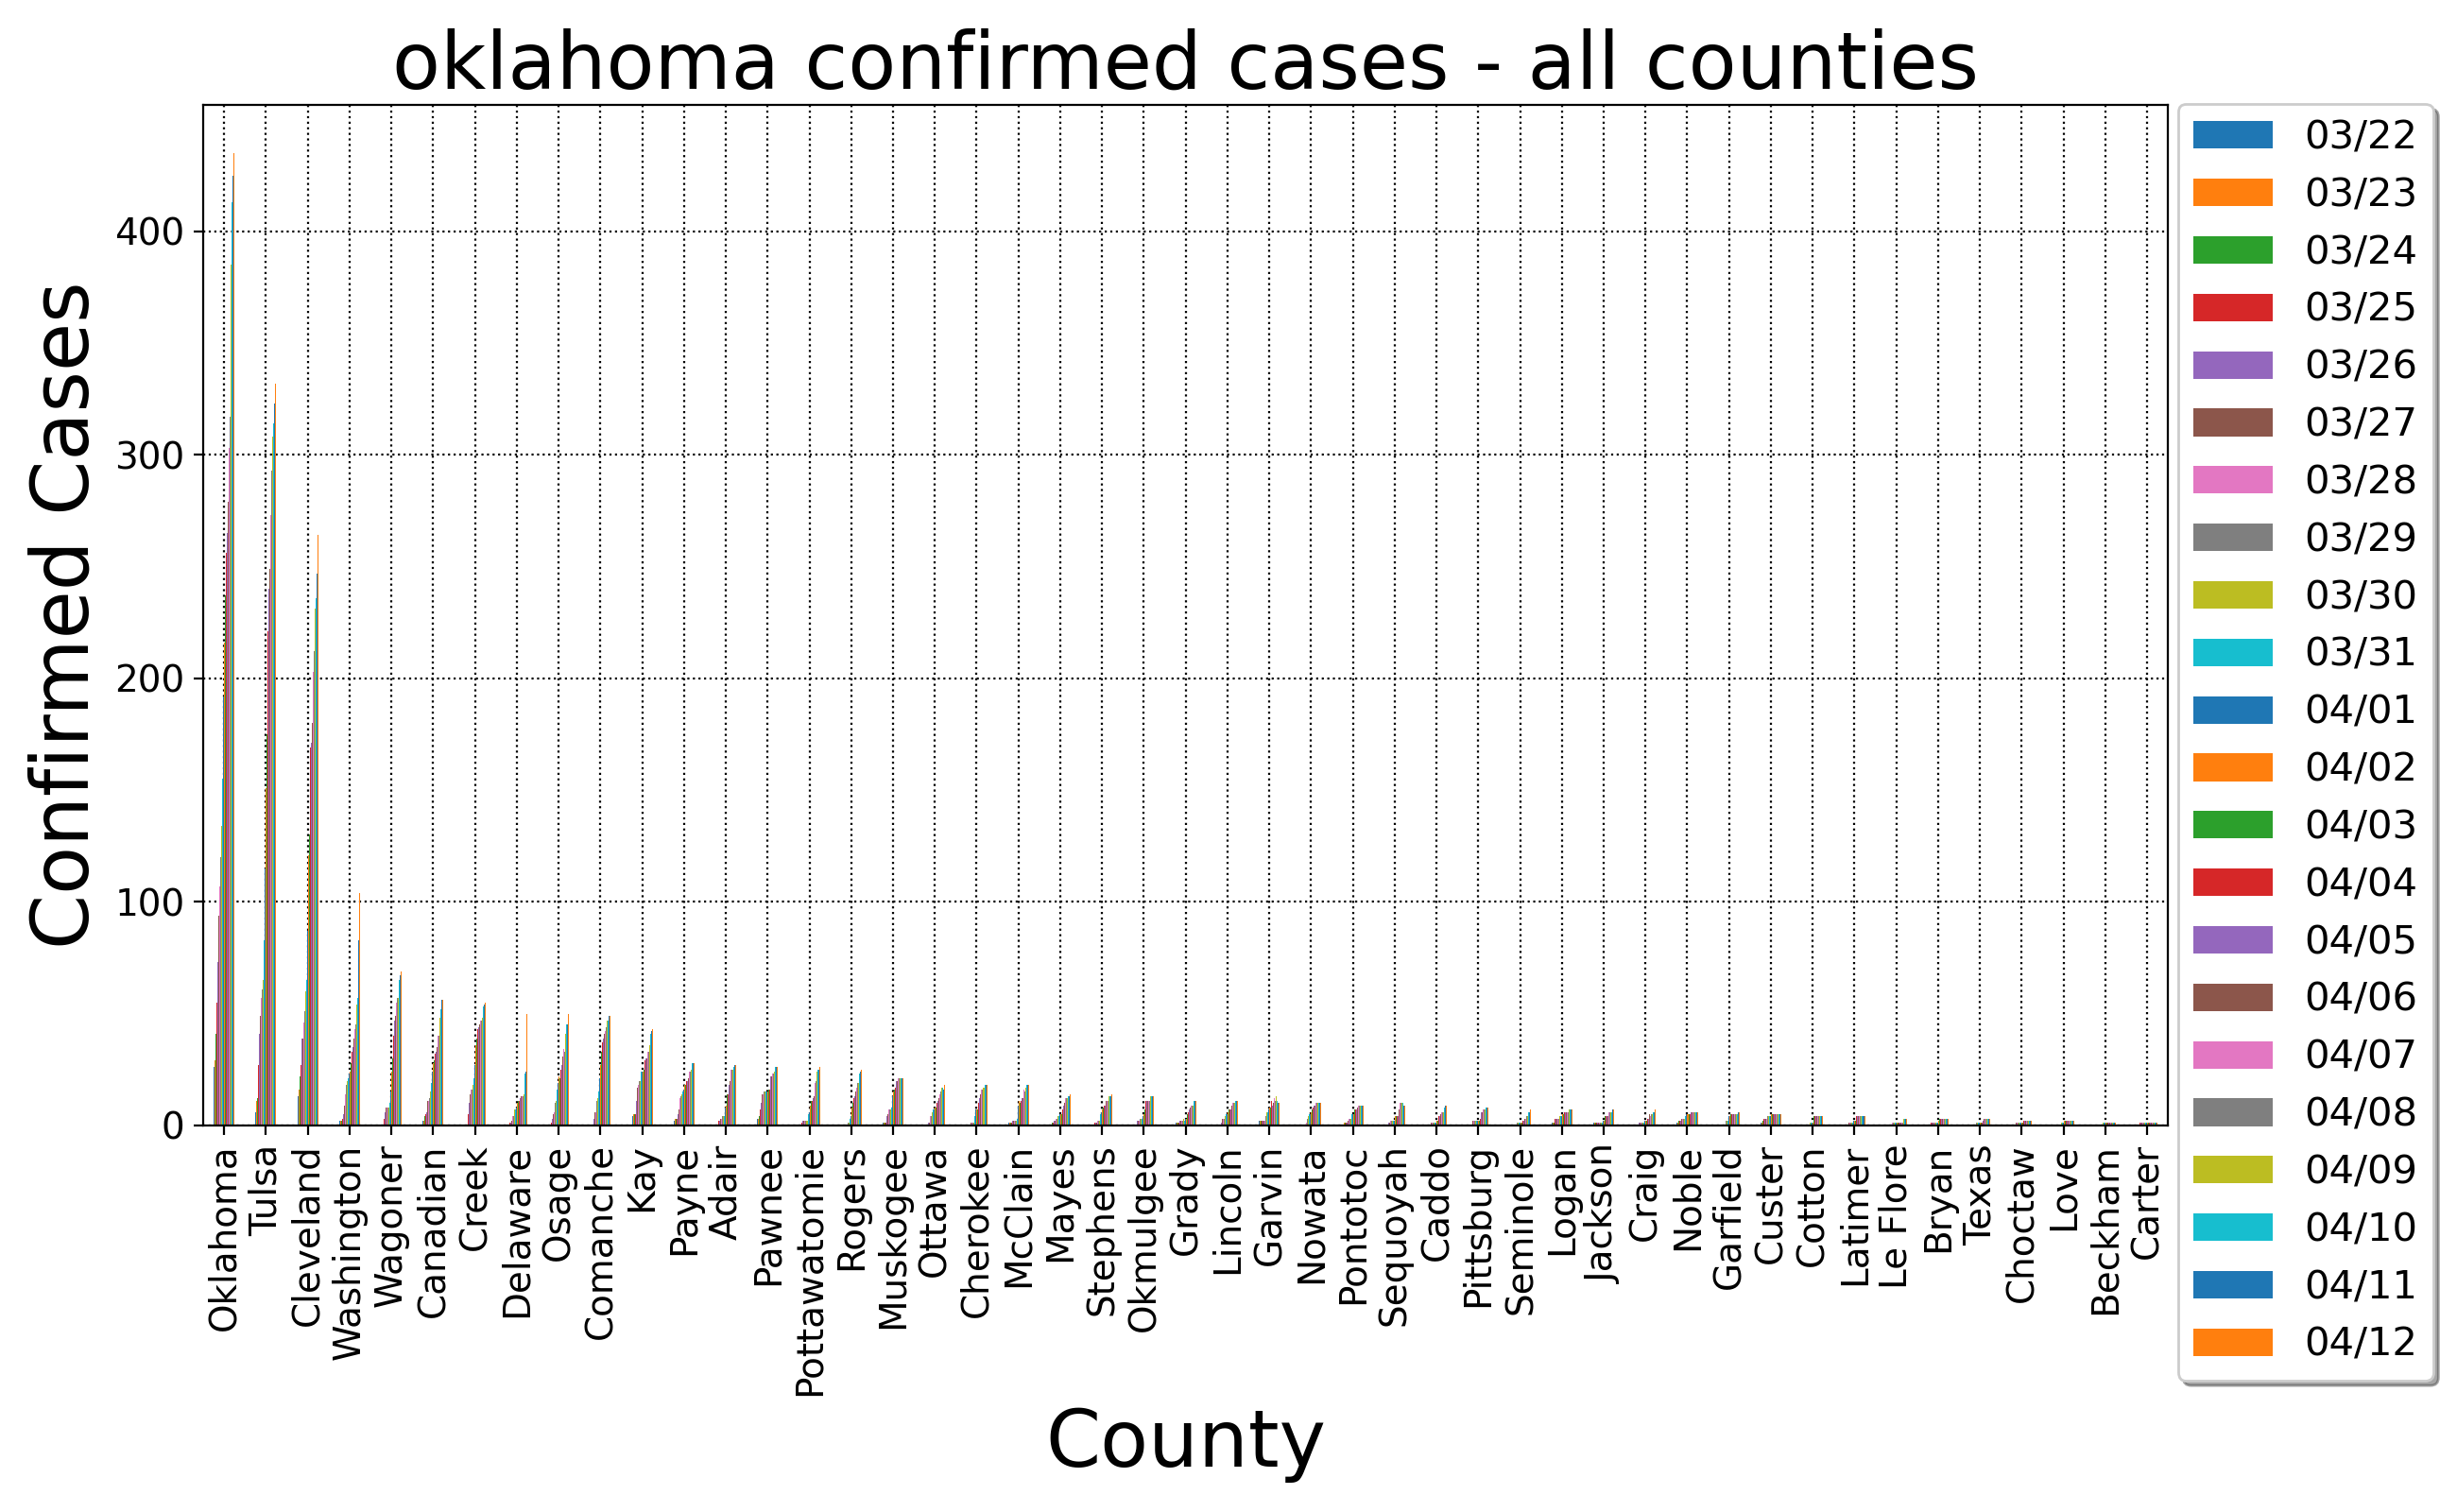 oklahoma confirmed cases - all counties
Confirmed Cases
400
300
200
100
0
Oklahoma
Tulsa
Cleveland
Washington
Wagoner
Canadian
Creek
Delaware
Osage
Comanche
Kay
Payne
Adair
Pawnee
Pottawatomie
Rogers
Muskogee
Ottawa
Cherokee
McClain
Mayes
Stephens
Okmulgee
Grady
Lincoln
Garvin
Nowata
Pontotoc
Sequoyah
Caddo
Pittsburg
Seminole
Logan
Jackson
Craig
Noble
Garfield
Custer
Cotton
Latimer
Le Flore
Bryan
Texas
Choctaw
Love
Beckham
Carter
County
03/22
03/23
03/24
03/25
03/26
03/27
03/28
03/29
03/30
03/31
04/01
04/02
04/03
04/04
04/05
04/06
04/07
04/08
04/09
04/10
04/11
04/12